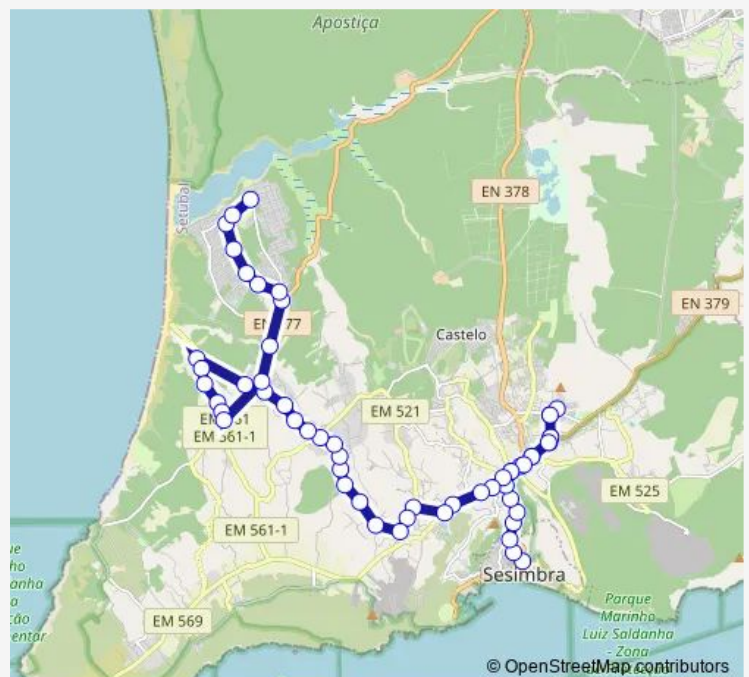 Apostiça
Setúbal
EN 378
EN 379
Castelo
EM 521
EM 561-1
EM 525
EM 561-1
Sesimbra
EM 569
Parque
Marinho
Luiz Saldanha
- Zona
© OpenStreetMap contributors